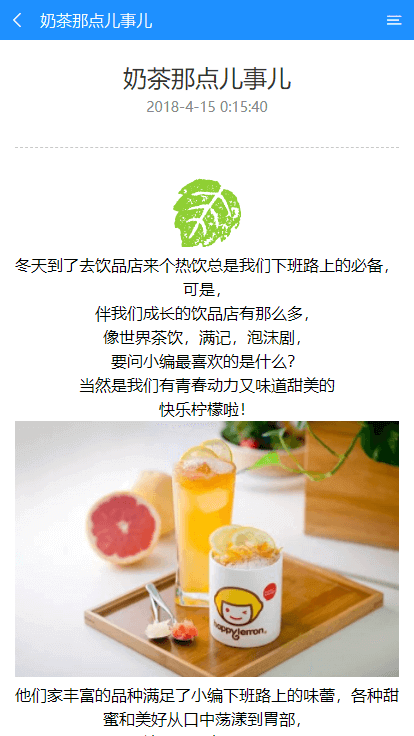 奶茶那点儿事儿
奶茶那点儿事儿
2018-4-15 0:15:40
冬天到了去饮品店来个热饮总是我们下班路上的必备，
可是，
伴我们成长的饮品店有那么多，
像世界茶饮，满记，泡沫剧，
要问小编最喜欢的是什么？
当然是我们有青春动力又味道甜美的
快乐柠檬啦！
happylemon
他们家丰富的品种满足了小编下班路上的味蕾，各种甜
蜜和美好从口中荡漾到胃部，